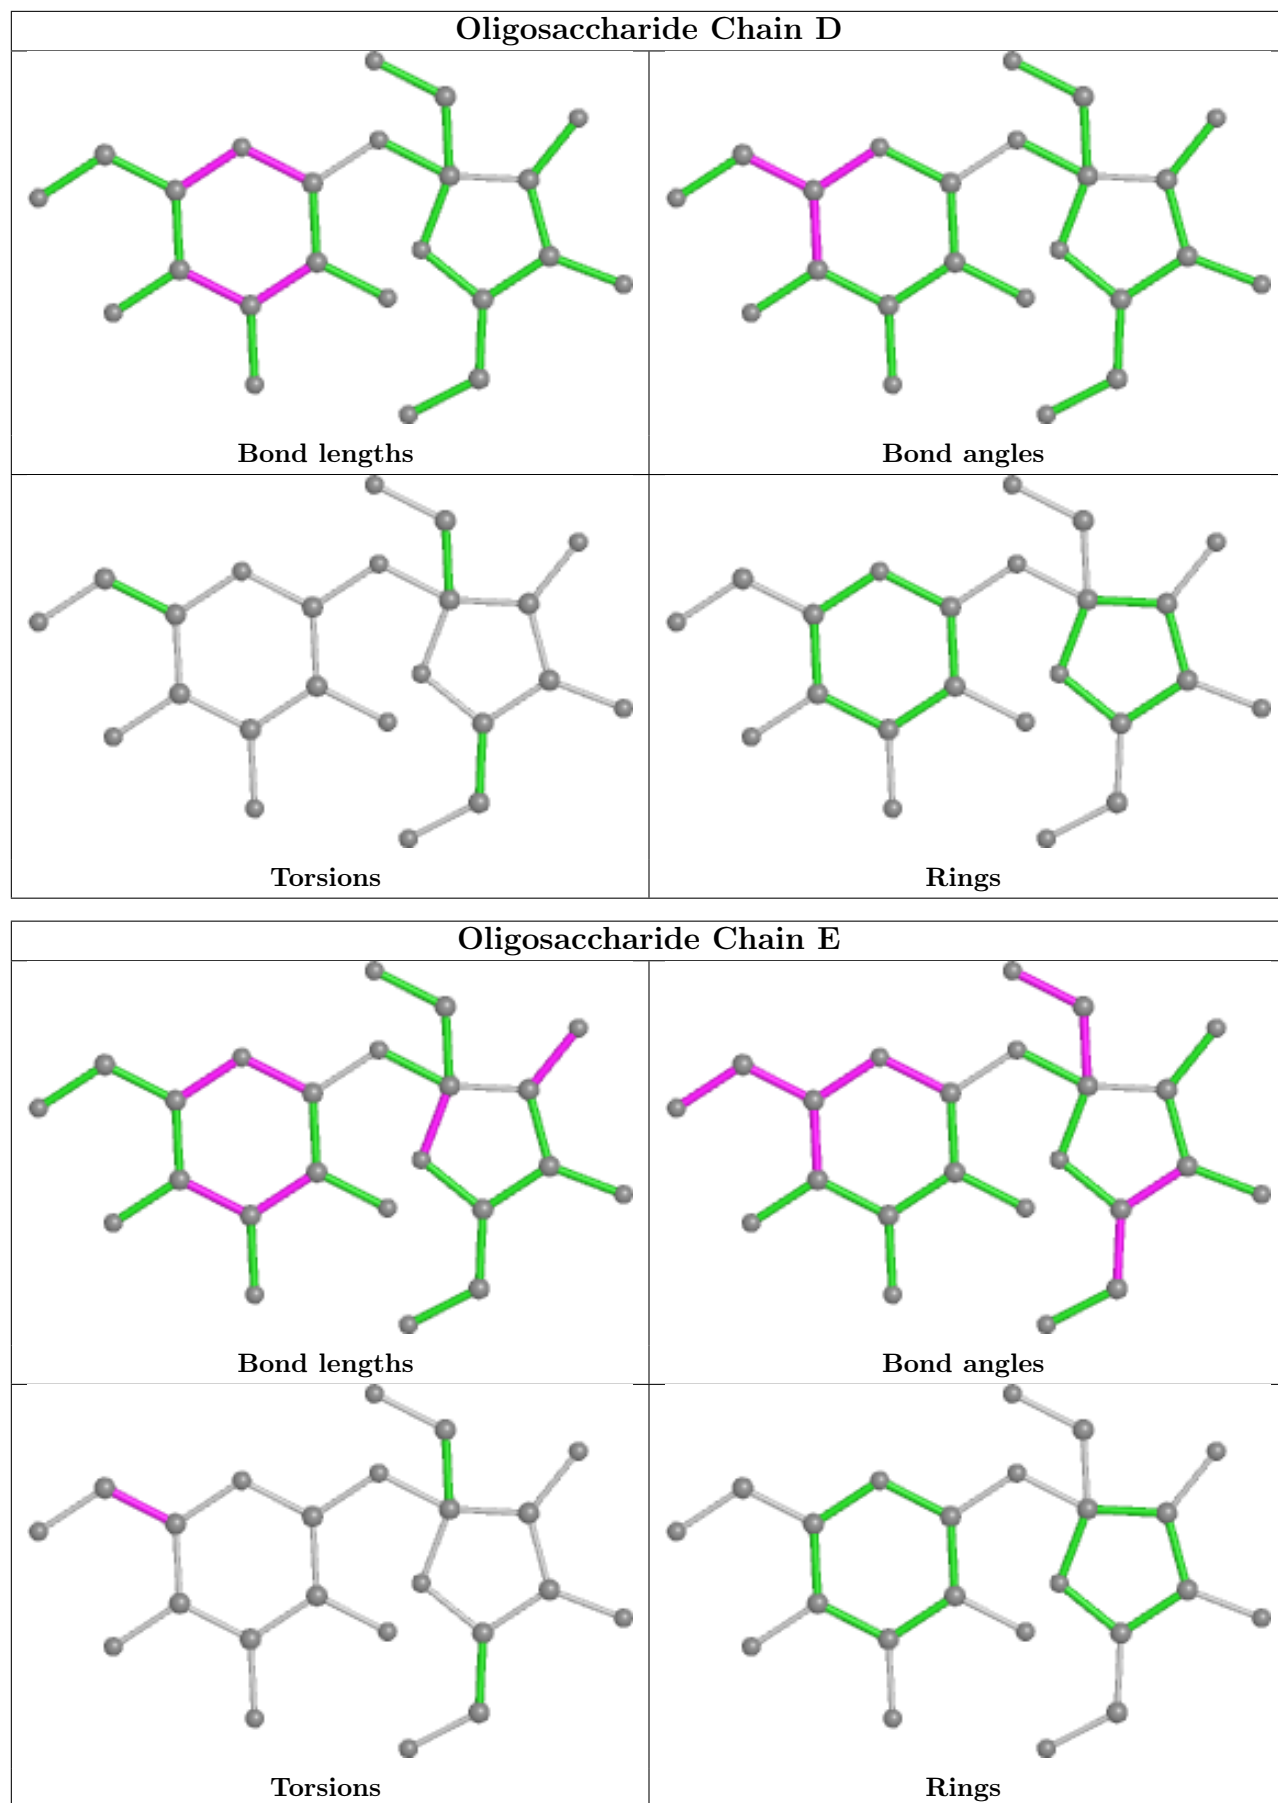 Oligosaccharide Chain D
Bond lengths
Bond angles
Torsions
Rings
Oligosaccharide Chain E
Bond lengths
Bond angles
Torsions
Rings